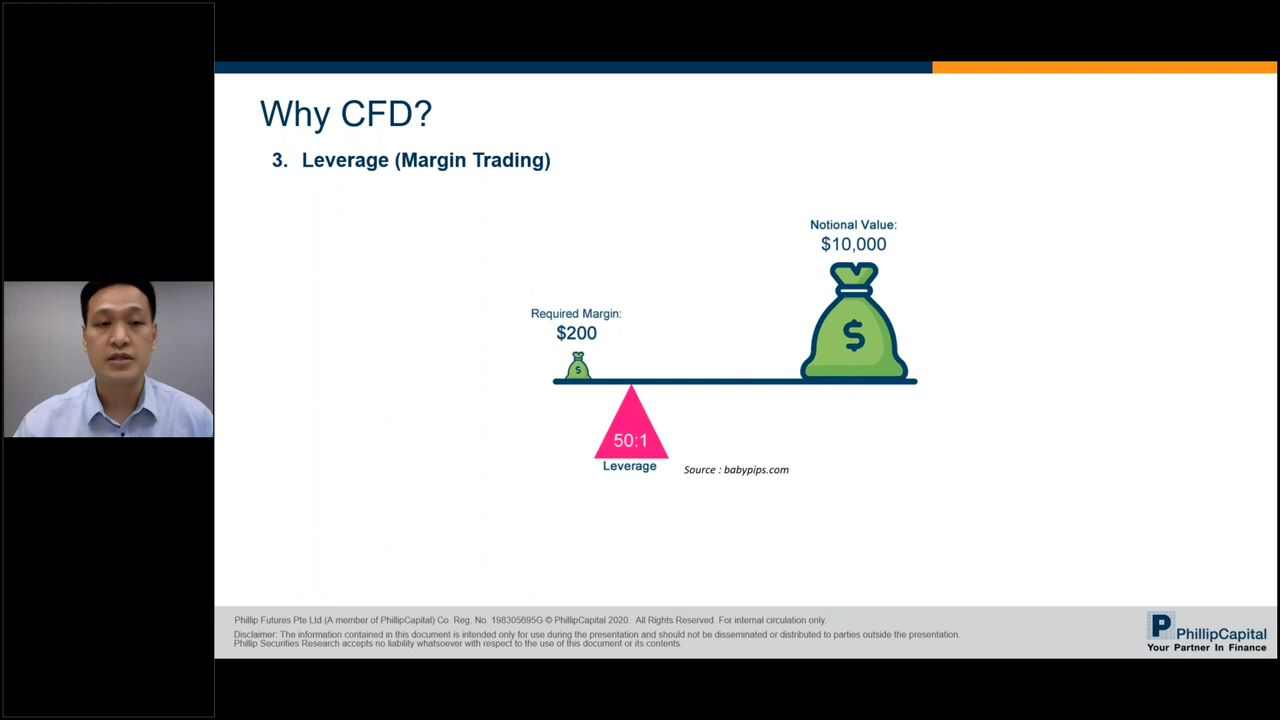 Why CFD?
3. Leverage (Margin Trading)
Notional Value:
$10,000
$
Required Margin:
$200
$
50:1
Leverage
Source : babypips.com
Phillip Futures Pte Ltd (A member of PhillipCapital) Co. Reg. No. 198305695G © PhillipCapital 2020. All Rights Reserved. For internal circulation only.
Disclaimer: The information contained in this document is intended only for use during the presentation and should not be disseminated or distributed to parties outside the presentation.
Phillip Securities Research accepts no liability whatsoever with respect to the use of this document or its contents.
P PhillipCapital
Your Partner In Finance